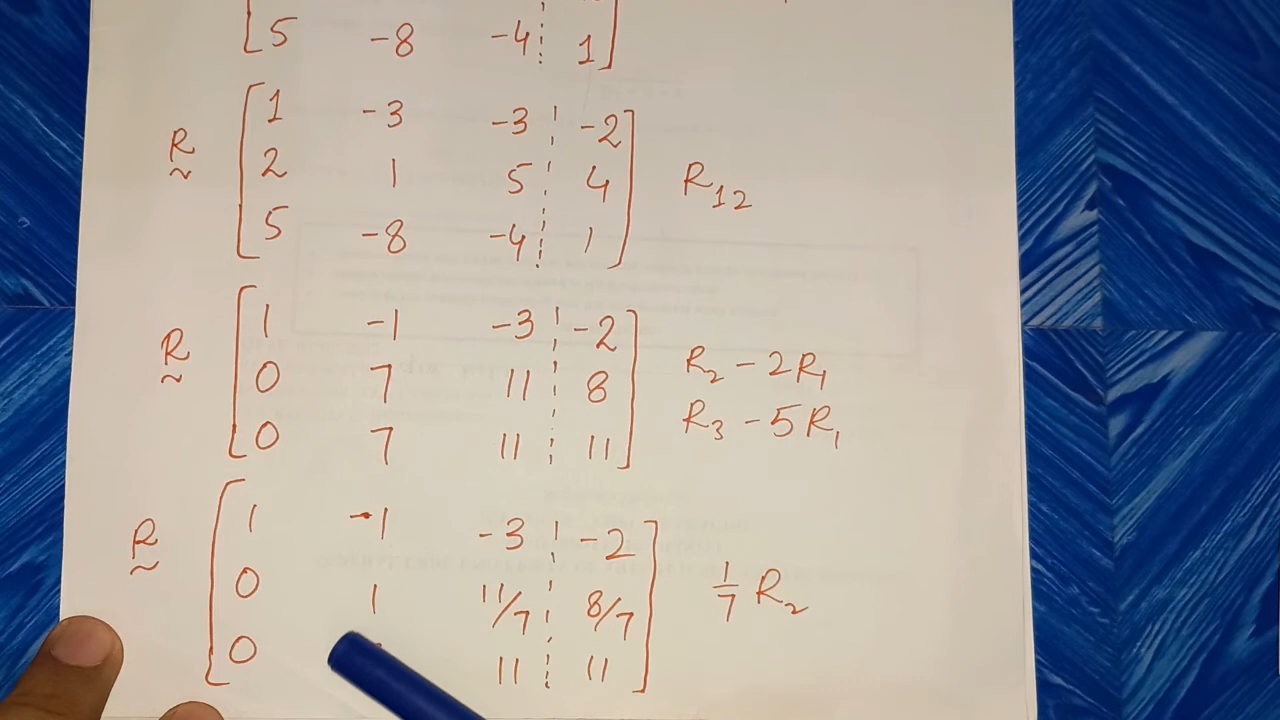 5 -8 -4 1
R ~ 1 -3 -3 -2
2 1 5 4 R12
5 -8 -4 1
R ~ 1 -1 -3 -2
0 7 11 8 R2 - 2R1
0 7 11 11 R3 - 5R1
R ~ 1 -1 -3 -2
0 1 11/7 8/7 1/7 R2
0 11 11